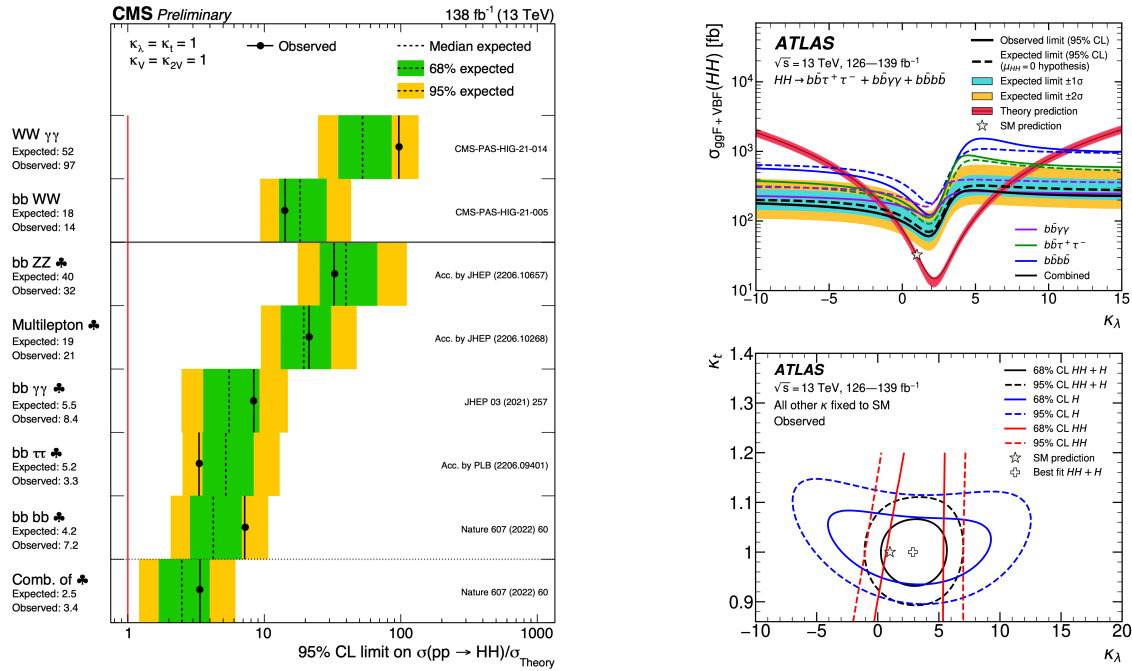 CMS Preliminary 138 fb⁻¹ (13 TeV)
κλ = κt = 1
κV = κ2V = 1
Observed
Median expected
68% expected
95% expected
WW γγ
Expected: 52
Observed: 97
CMS-PAS-HIG-21-014
bb WW
Expected: 18
Observed: 14
CMS-PAS-HIG-21-005
bb ZZ ♣
Expected: 40
Observed: 32
Acc. by JHEP (2206.10657)
Multilepton ♣
Expected: 19
Observed: 21
Acc. by JHEP (2206.10268)
bb γγ ♣
Expected: 5.5
Observed: 8.4
JHEP 03 (2021) 257
bb ττ ♣
Expected: 5.2
Observed: 3.3
Acc. by PLB (2206.09401)
bb bb ♣
Expected: 4.2
Observed: 7.2
Nature 607 (2022) 60
Comb. of ♣
Expected: 2.5
Observed: 3.4
Nature 607 (2022) 60
1 10 100 1000
95% CL limit on σ(pp → HH)/σTheory
σggF + VBF(HH) [fb]
10⁴
10³
10²
10¹
ATLAS
√s = 13 TeV, 126—139 fb⁻¹
HH → bb̄τ⁺τ⁻ + bb̄γγ + bb̄bb̄
Observed limit (95% CL)
Expected limit (95% CL)
(μHH = 0 hypothesis)
Expected limit ±1σ
Expected limit ±2σ
Theory prediction
SM prediction
bb̄γγ
bb̄τ⁺τ⁻
bb̄bb̄
Combined
−10 −5 0 5 10 15
κλ
κt
1.4
1.3
1.2
1.1
1
0.9
ATLAS
√s = 13 TeV, 126—139 fb⁻¹
All other κ fixed to SM
Observed
68% CL HH + H
95% CL HH + H
68% CL H
95% CL H
68% CL HH
95% CL HH
SM prediction
Best fit HH + H
−10 −5 0 5 10 15 20
κλ